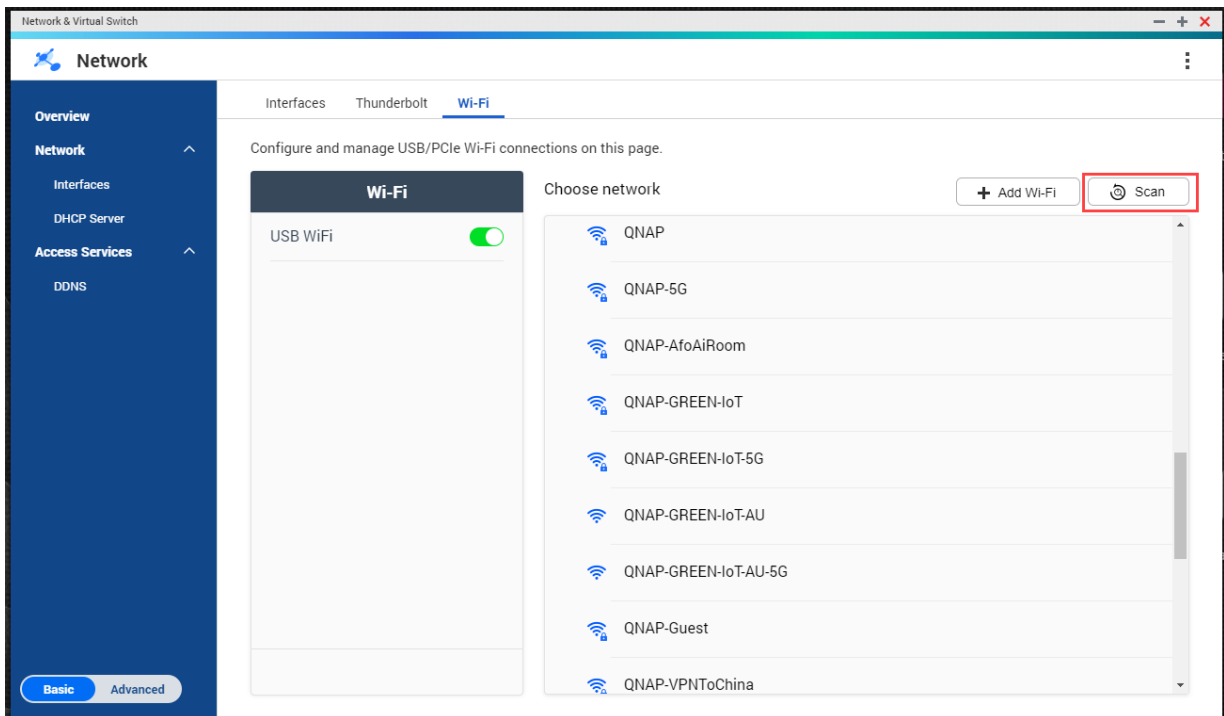 Network & Virtual Switch
Network
Overview
Network
Interfaces
DHCP Server
Access Services
DDNS
Basic Advanced
Interfaces Thunderbolt Wi-Fi
Configure and manage USB/PCIe Wi-Fi connections on this page.
Wi-Fi
USB WiFi
Choose network
Add Wi-Fi
Scan
QNAP
QNAP-5G
QNAP-AfoAiRoom
QNAP-GREEN-IoT
QNAP-GREEN-IoT-5G
QNAP-GREEN-IoT-AU
QNAP-GREEN-IoT-AU-5G
QNAP-Guest
QNAP-VPNToChina